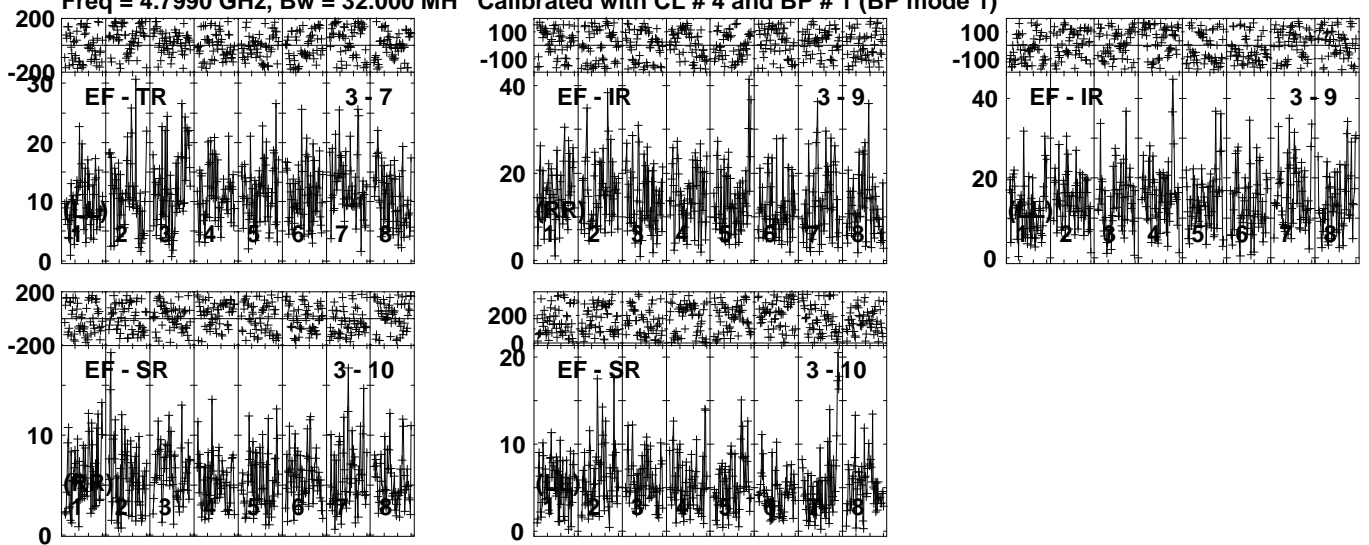 Freq = 4.7990 GHz, Bw = 32.000 MH Calibrated with CL # 4 and BP # 1 (BP mode 1)
200
-200
30
20
10
0
EF - TR 3 - 7
(LL)
1 2 3 4 5 6 7 8
100
-100
40
20
0
EF - IR 3 - 9
(RR)
1 2 3 4 5 6 7 8
100
-100
40
20
0
EF - IR 3 - 9
(LL)
1 2 3 4 5 6 7 8
200
-200
10
0
EF - SR 3 - 10
(RR)
1 2 3 4 5 6 7 8
200
0
20
10
0
EF - SR 3 - 10
(LL)
1 2 3 4 5 6 7 8